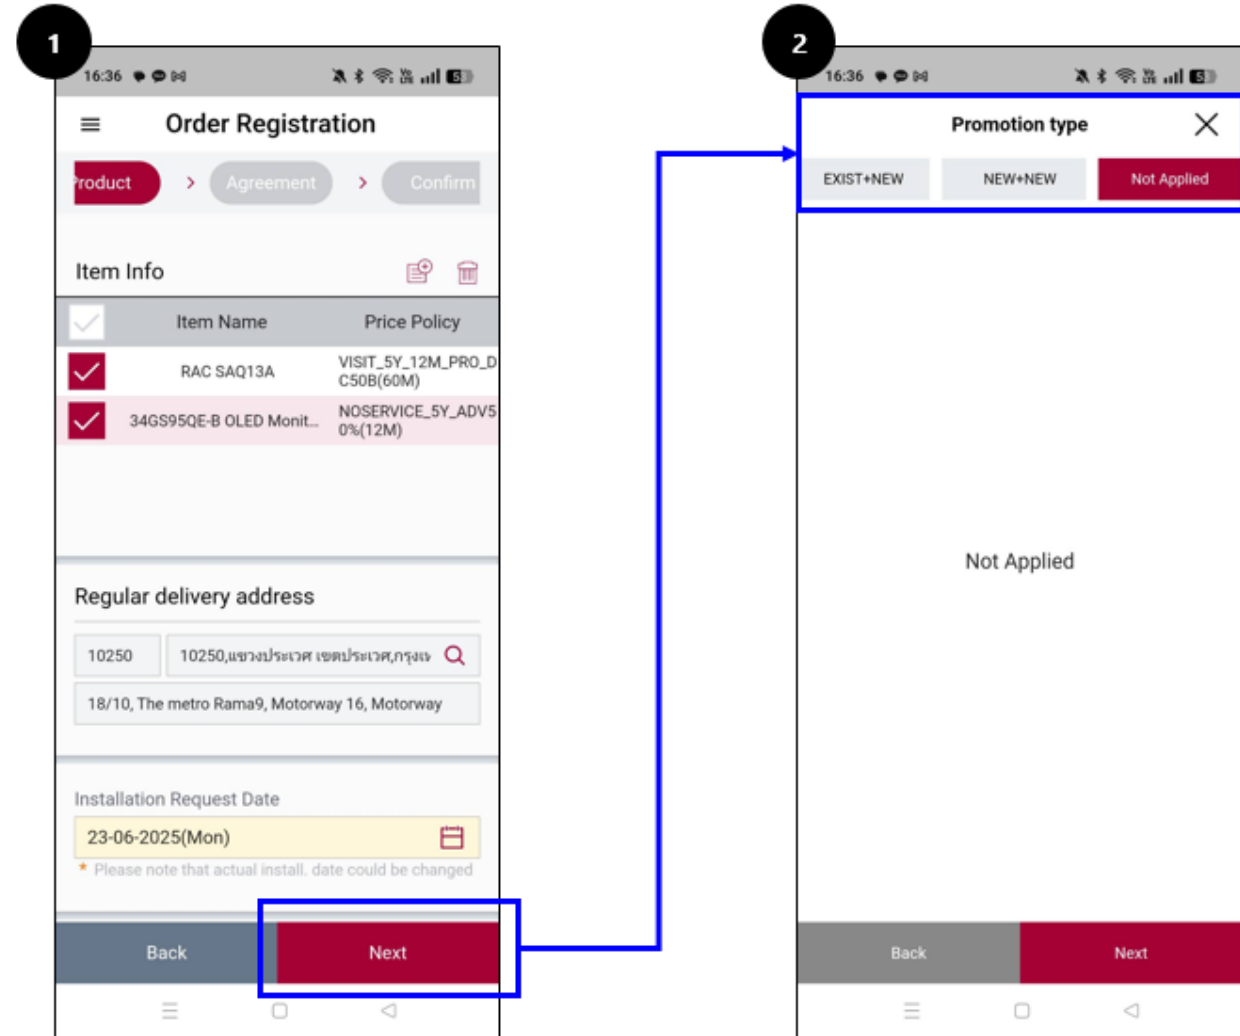 1
16:36
Order Registration
Product > Agreement > Confirm
Item Info
Item Name Price Policy
RAC SAQ13A VISIT_5Y_12M_PRO_D
C50B(60M)
34GS95QE-B OLED Monit... NOSERVICE_5Y_ADV5
0%(12M)
Regular delivery address
10250 10250,แขวงประเวศ เขตประเวศ,กรุงเ
18/10, The metro Rama9, Motorway 16, Motorway
Installation Request Date
23-06-2025(Mon)
* Please note that actual install. date could be changed
Back Next
2
16:36
Promotion type
EXIST+NEW NEW+NEW Not Applied
Not Applied
Back Next